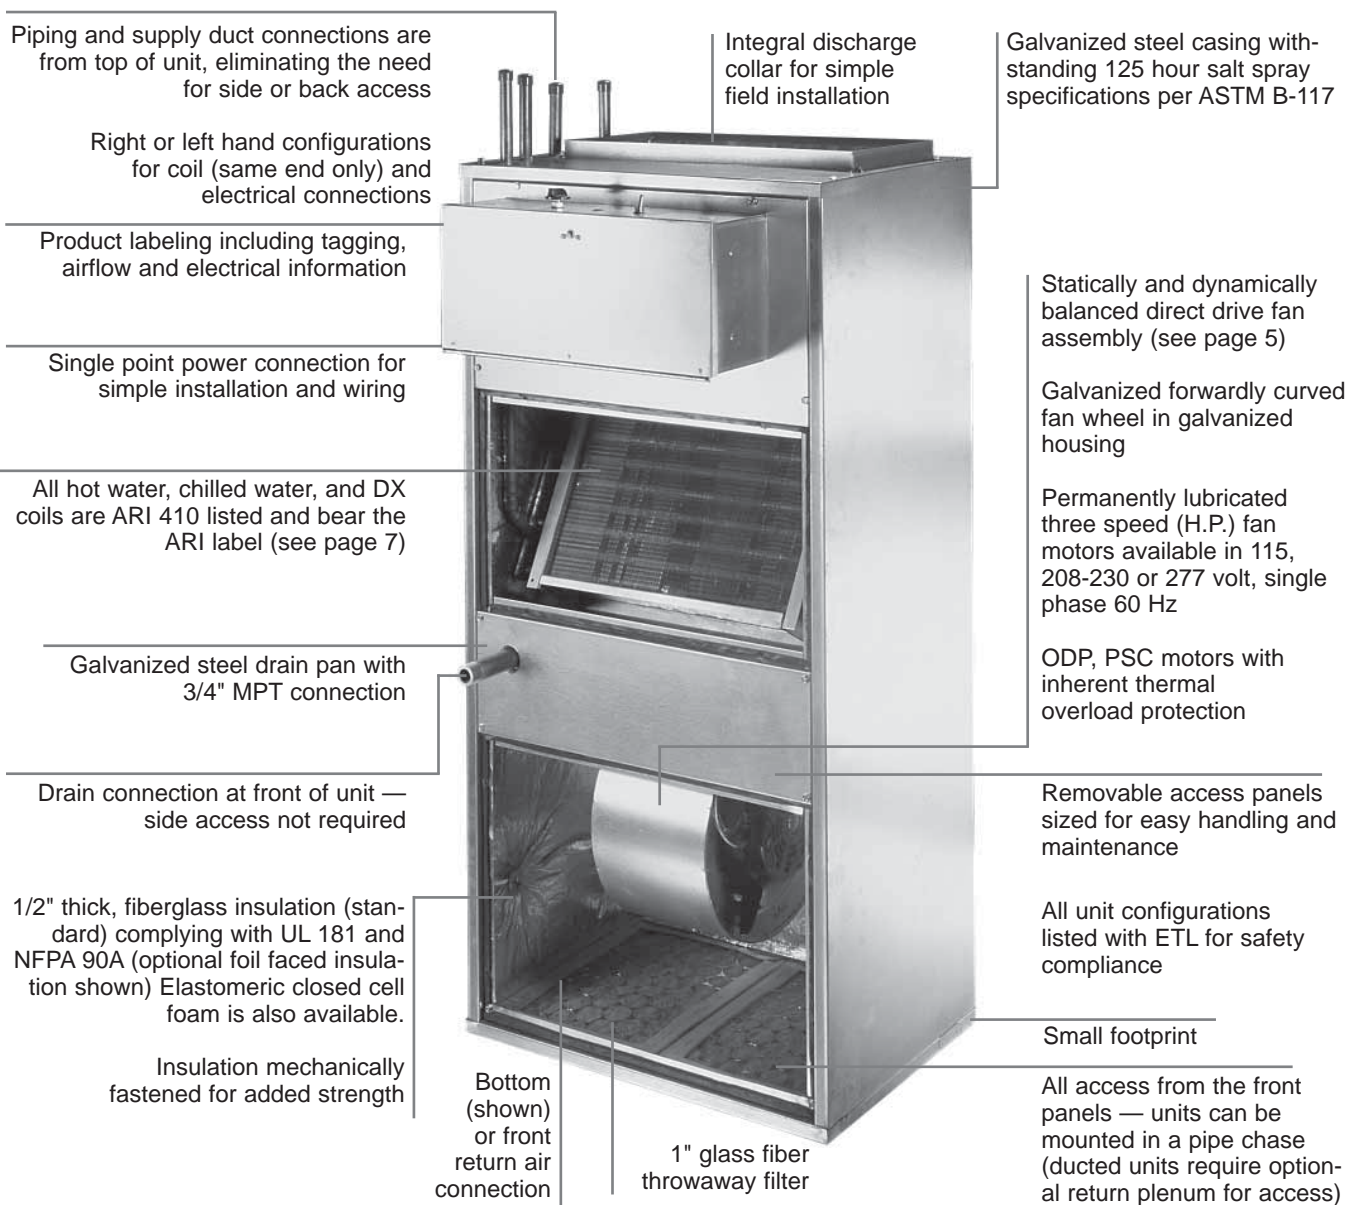 Piping and supply duct connections are
from top of unit, eliminating the need
for side or back access
Right or left hand configurations
for coil (same end only) and
electrical connections
Product labeling including tagging,
airflow and electrical information
Single point power connection for
simple installation and wiring
All hot water, chilled water, and DX
coils are ARI 410 listed and bear the
ARI label (see page 7)
Galvanized steel drain pan with
3/4" MPT connection
Drain connection at front of unit —
side access not required
1/2" thick, fiberglass insulation (stan-
dard) complying with UL 181 and
NFPA 90A (optional foil faced insula-
tion shown) Elastomeric closed cell
foam is also available.
Insulation mechanically
fastened for added strength
Bottom
(shown)
or front
return air
connection
1" glass fiber
throwaway filter
Integral discharge
collar for simple
field installation
Galvanized steel casing with-
standing 125 hour salt spray
specifications per ASTM B-117
Statically and dynamically
balanced direct drive fan
assembly (see page 5)
Galvanized forwardly curved
fan wheel in galvanized
housing
Permanently lubricated
three speed (H.P.) fan
motors available in 115,
208-230 or 277 volt, single
phase 60 Hz
ODP, PSC motors with
inherent thermal
overload protection
Removable access panels
sized for easy handling and
maintenance
All unit configurations
listed with ETL for safety
compliance
Small footprint
All access from the front
panels — units can be
mounted in a pipe chase
(ducted units require option-
al return plenum for access)